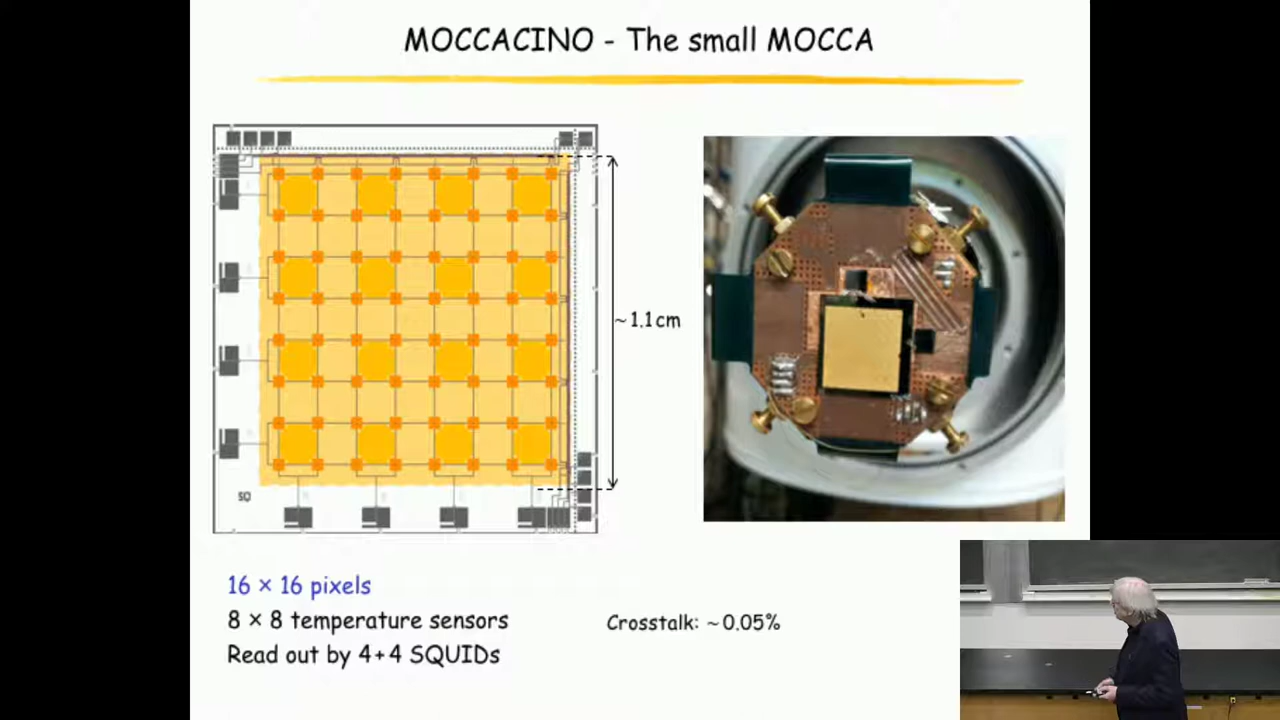 MOCCACINO - The small MOCCA
~1.1cm
SQ
16 × 16 pixels
8 × 8 temperature sensors
Read out by 4+4 SQUIDs
Crosstalk: ~0.05%